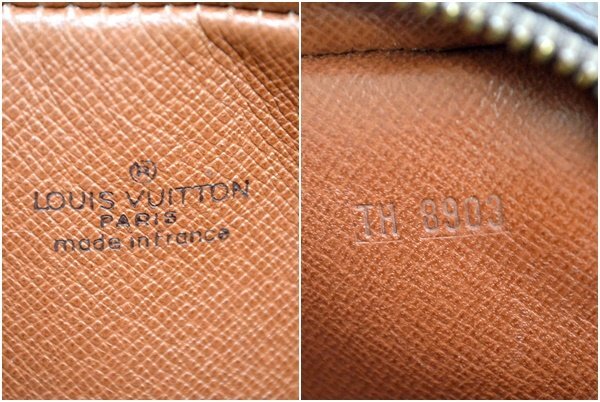 ®
LOUIS VUITTON
PARIS
made in france
TH 8903